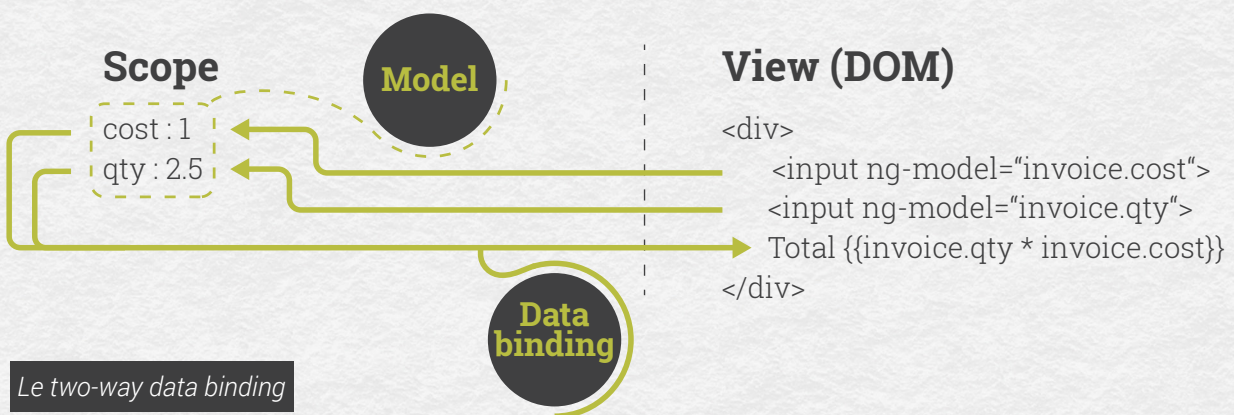 Scope
cost : 1
qty : 2.5
Model
View (DOM)
<div>
<input ng-model=“invoice.cost“>
<input ng-model=“invoice.qty“>
Total {{invoice.qty * invoice.cost}}
</div>
Data
binding
Le two-way data binding